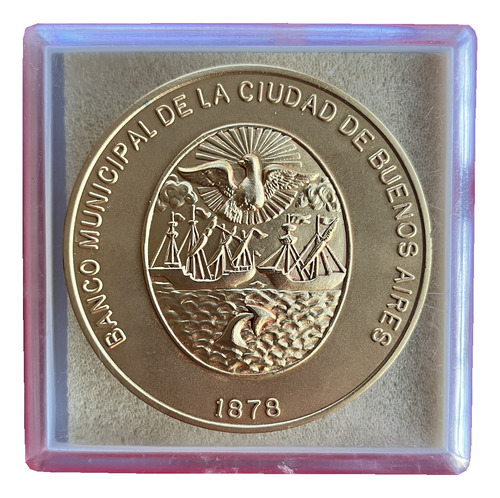 BANCO MUNICIPAL DE LA CIUDAD DE BUENOS AIRES
1878